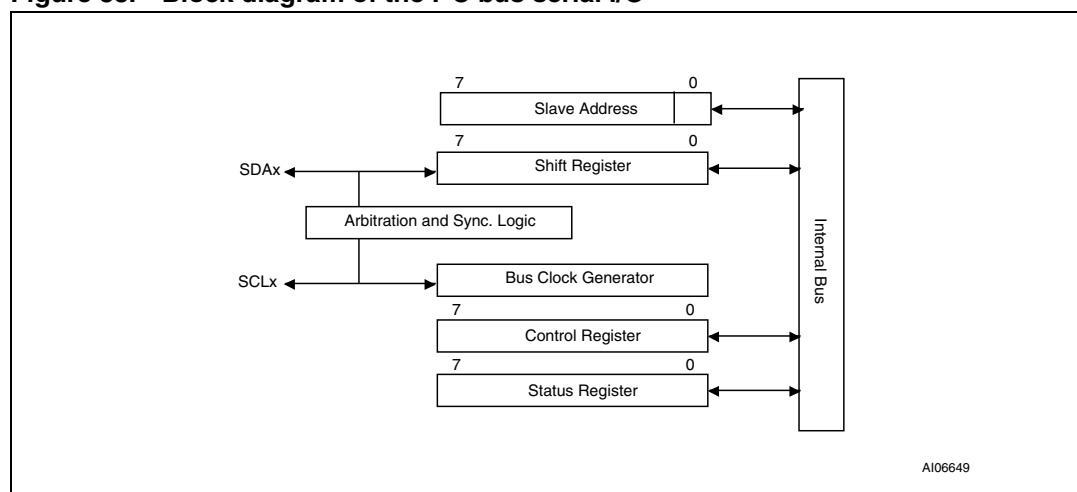 7 0
Slave Address
7 0
SDAx Shift Register
Arbitration and Sync. Logic
Internal Bus
SCLx Bus Clock Generator
7 0
Control Register
7 0
Status Register
AI06649